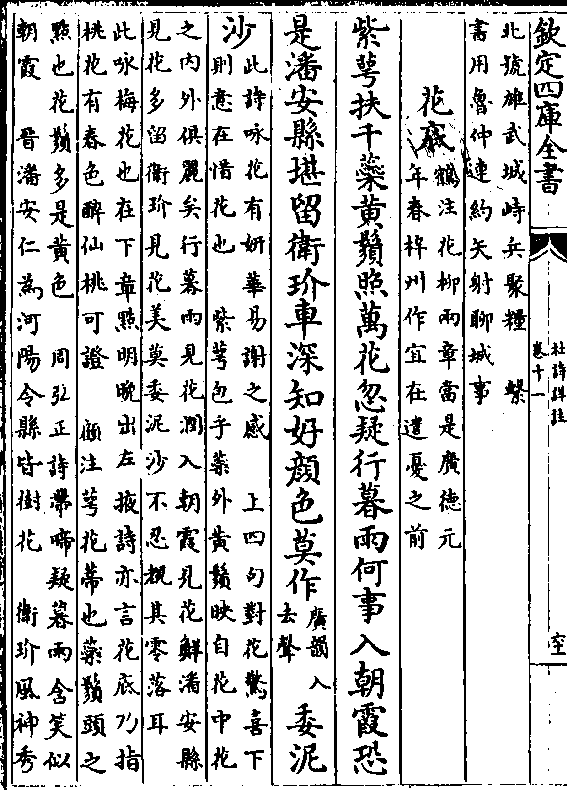 欽定四庫全書
杜詩詳註
卷十一
北號雄武城峙兵聚糧 繋
書用魯仲連約矢射聊城事
花底
鶴注花柳兩章當是廣德元
年春梓州作宜在遣憂之前
紫萼扶千蘂黄鬚照萬花忽疑行暮雨何事入朝霞恐
是潘安縣堪留衛玠車深知好顔色莫作
廣韻入
去聲
委泥
沙
此詩咏花有妍華易謝之感 上四句對花驚喜下
則意在惜花也 紫萼包乎蘂外黄鬚映自花中花
之内外俱麗矣行暮雨見花潤入朝霞見花鮮潘安縣
見花多留衛玠見花美莫委泥沙不忍覩其零落耳
此咏梅花也在下章㸃明晚出左掖詩亦言花底乃指
桃花有春色醉仙桃可證 顧注萼花蒂也蘂鬚頭之
㸃也花鬚多是黄色 周弘正詩帶啼疑暮雨含笑似
朝霞 晉潘安仁為河陽令縣皆樹花 衛玠風神秀